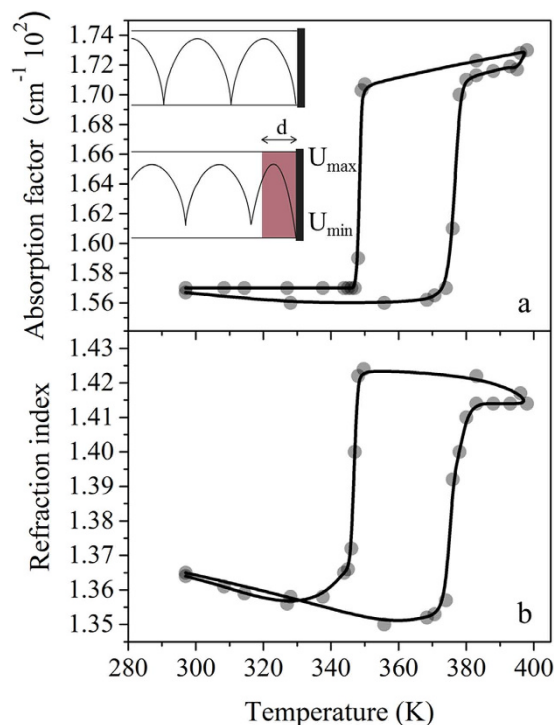 1.74
1.72
1.70
1.68
1.66
1.64
1.62
1.60
1.58
1.56
Absorption factor (cm⁻¹ 10²)
d
Umax
Umin
a
1.43
1.42
1.41
1.40
1.39
1.38
1.37
1.36
1.35
Refraction index
b
280 300 320 340 360 380 400
Temperature (K)